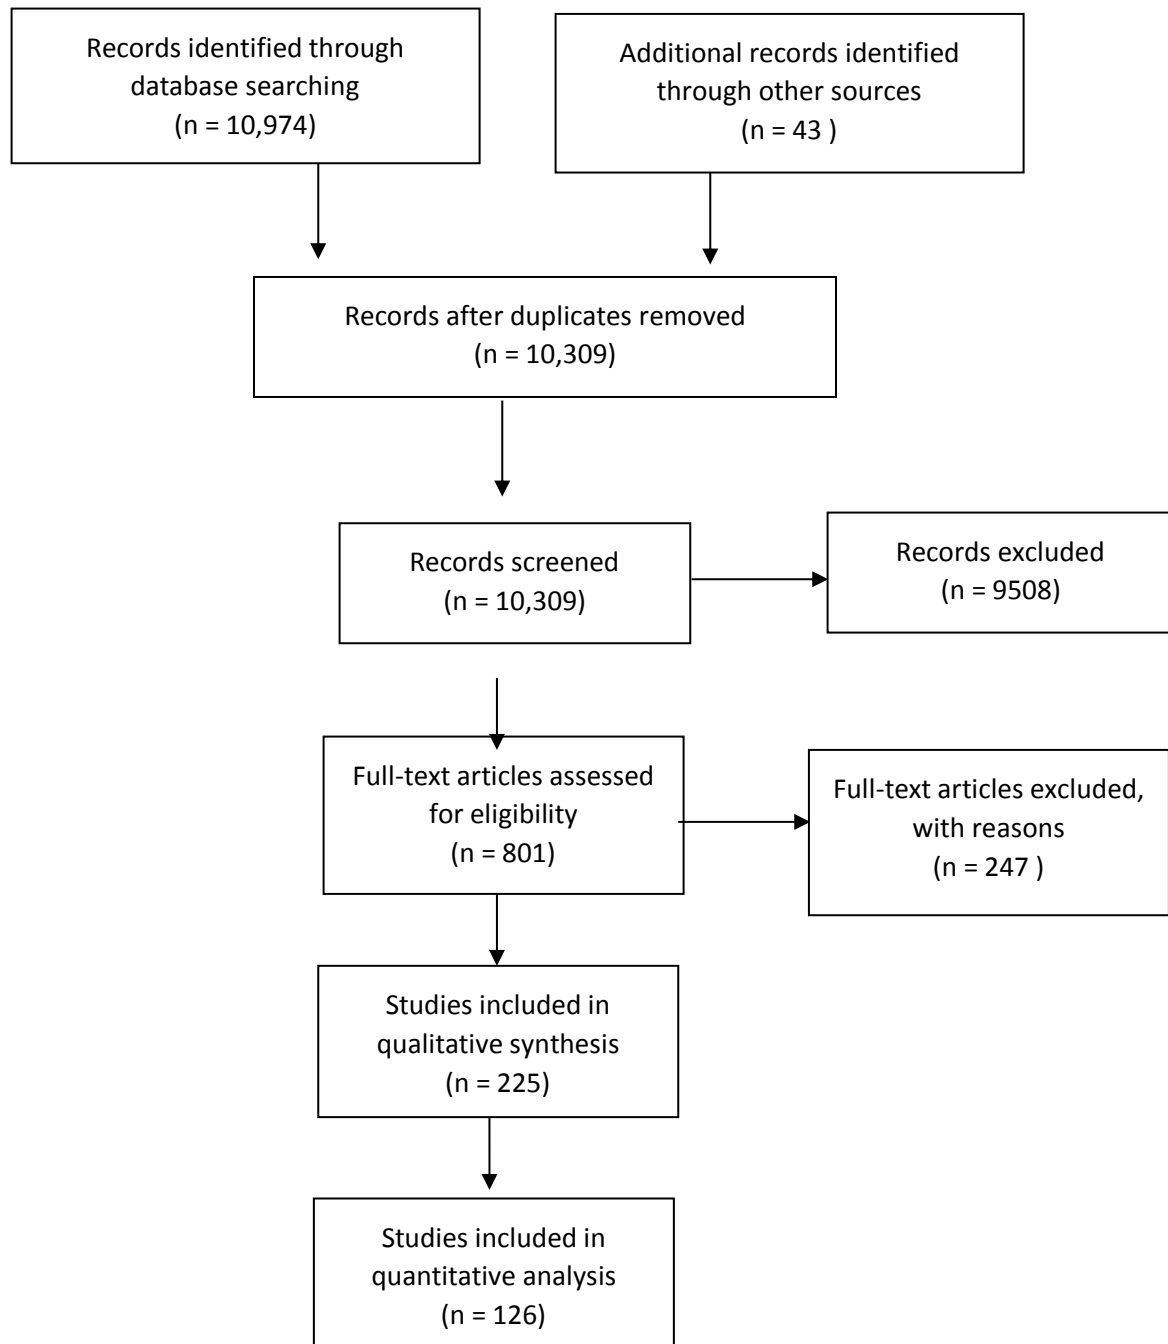 Records identified through
database searching
(n = 10,974)
Additional records identified
through other sources
(n = 43 )
Records after duplicates removed
(n = 10,309)
Records screened
(n = 10,309)
Records excluded
(n = 9508)
Full-text articles assessed
for eligibility
(n = 801)
Full-text articles excluded,
with reasons
(n = 247 )
Studies included in
qualitative synthesis
(n = 225)
Studies included in
quantitative analysis
(n = 126)